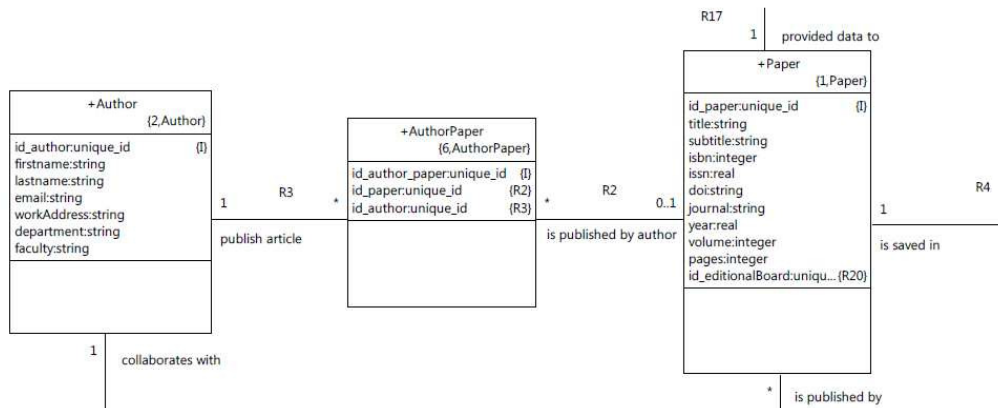 R17
1
provided data to
+Paper
{1,Paper}
id_paper:unique_id {I}
title:string
subtitle:string
isbn:integer
issn:real
doi:string
journal:string
year:real
volume:integer
pages:integer
id_editionalBoard:uniqu... {R20}
+Author
{2,Author}
id_author:unique_id {I}
firstname:string
lastname:string
email:string
workAddress:string
department:string
faculty:string
+AuthorPaper
{6,AuthorPaper}
id_author_paper:unique_id {I}
id_paper:unique_id {R2}
id_author:unique_id {R3}
1 R3 *
publish article
* R2 0..1
is published by author
R4
1
is saved in
1
collaborates with
*
is published by